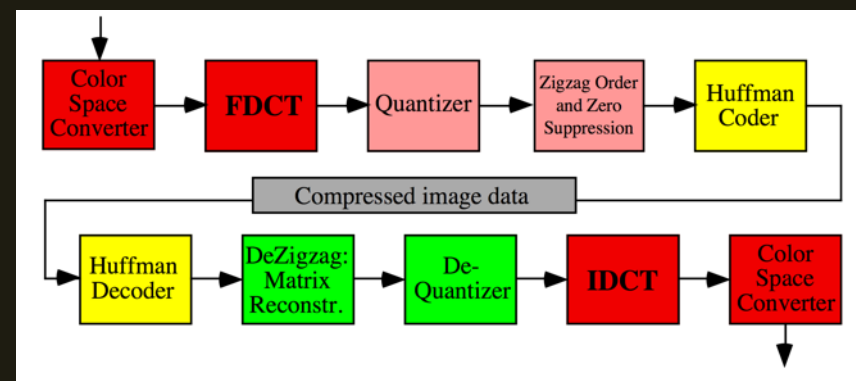 Color
Space
Converter
FDCT
Quantizer
Zigzag Order
and Zero
Suppression
Huffman
Coder
Compressed image data
Huffman
Decoder
DeZigzag:
Matrix
Reconstr.
De-
Quantizer
IDCT
Color
Space
Converter